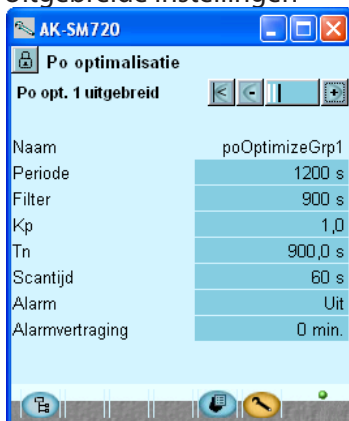 Uitgebreide instellingen
AK-SM720
Po optimalisatie
Po opt. 1 uitgebreid
Naam poOptimizeGrp1
Periode 1200 s
Filter 900 s
Kp 1,0
Tn 900,0 s
Scantijd 60 s
Alarm Uit
Alarmvertraging 0 min.